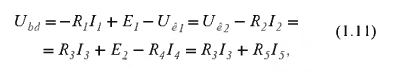 U_{bd} = -R_1I_1 + E_1 - U_{ê1} = U_{ê2} - R_2I_2 =
(1.11)
= R_3I_3 + E_2 - R_4I_4 = R_3I_3 + R_5I_5,